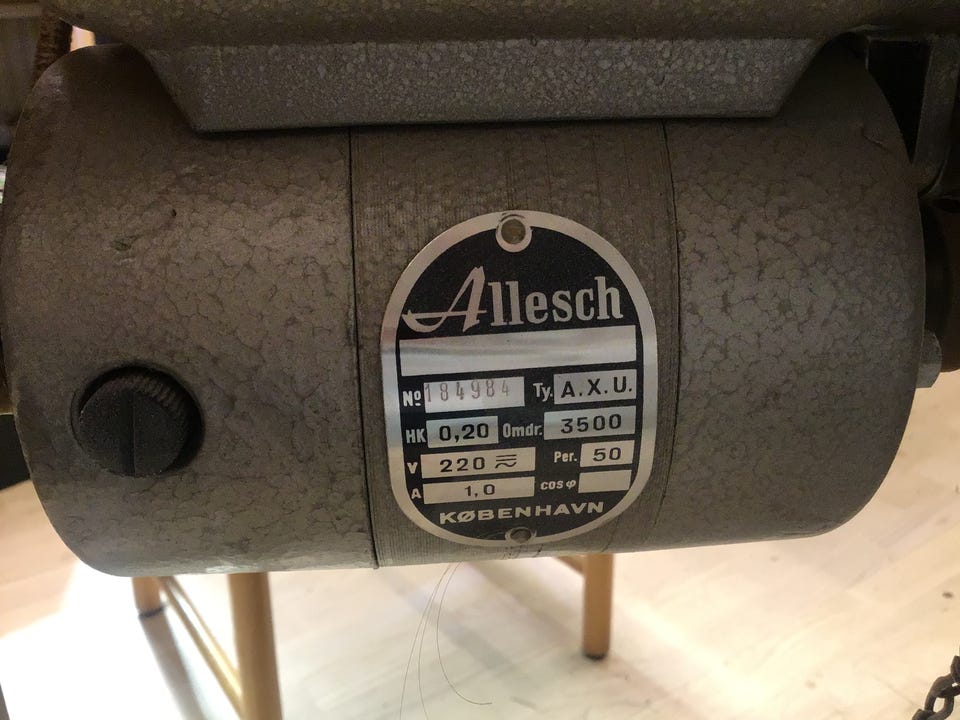 Allesch
Nº 184984 Ty. A.X.U.
HK 0,20 Omdr. 3500
V 220 Per. 50
A 1,0 cos φ
KØBENHAVN